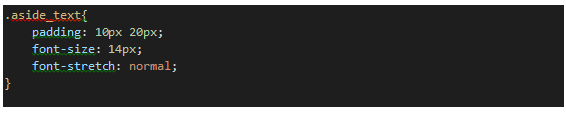 .aside_text{
    padding: 10px 20px;
    font-size: 14px;
    font-stretch: normal;
}